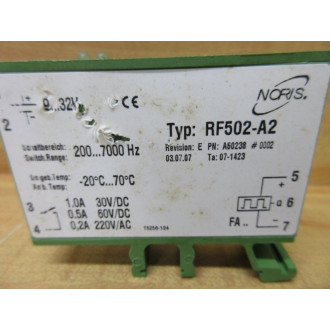 9...32V CE
NORIS
2
Typ: RF502-A2
Schaltbereich:
Switch.Range: 200...7000 Hz
Revision: E PN: A60238 # 0002
03.07.07 Ta: 07-1423
Umgeb.Temp:
Amb.Temp: -20°C...70°C
3
4
1.0A 30V/DC
0.5A 60V/DC
0,2A 220V/AC
5
6
7
FA..